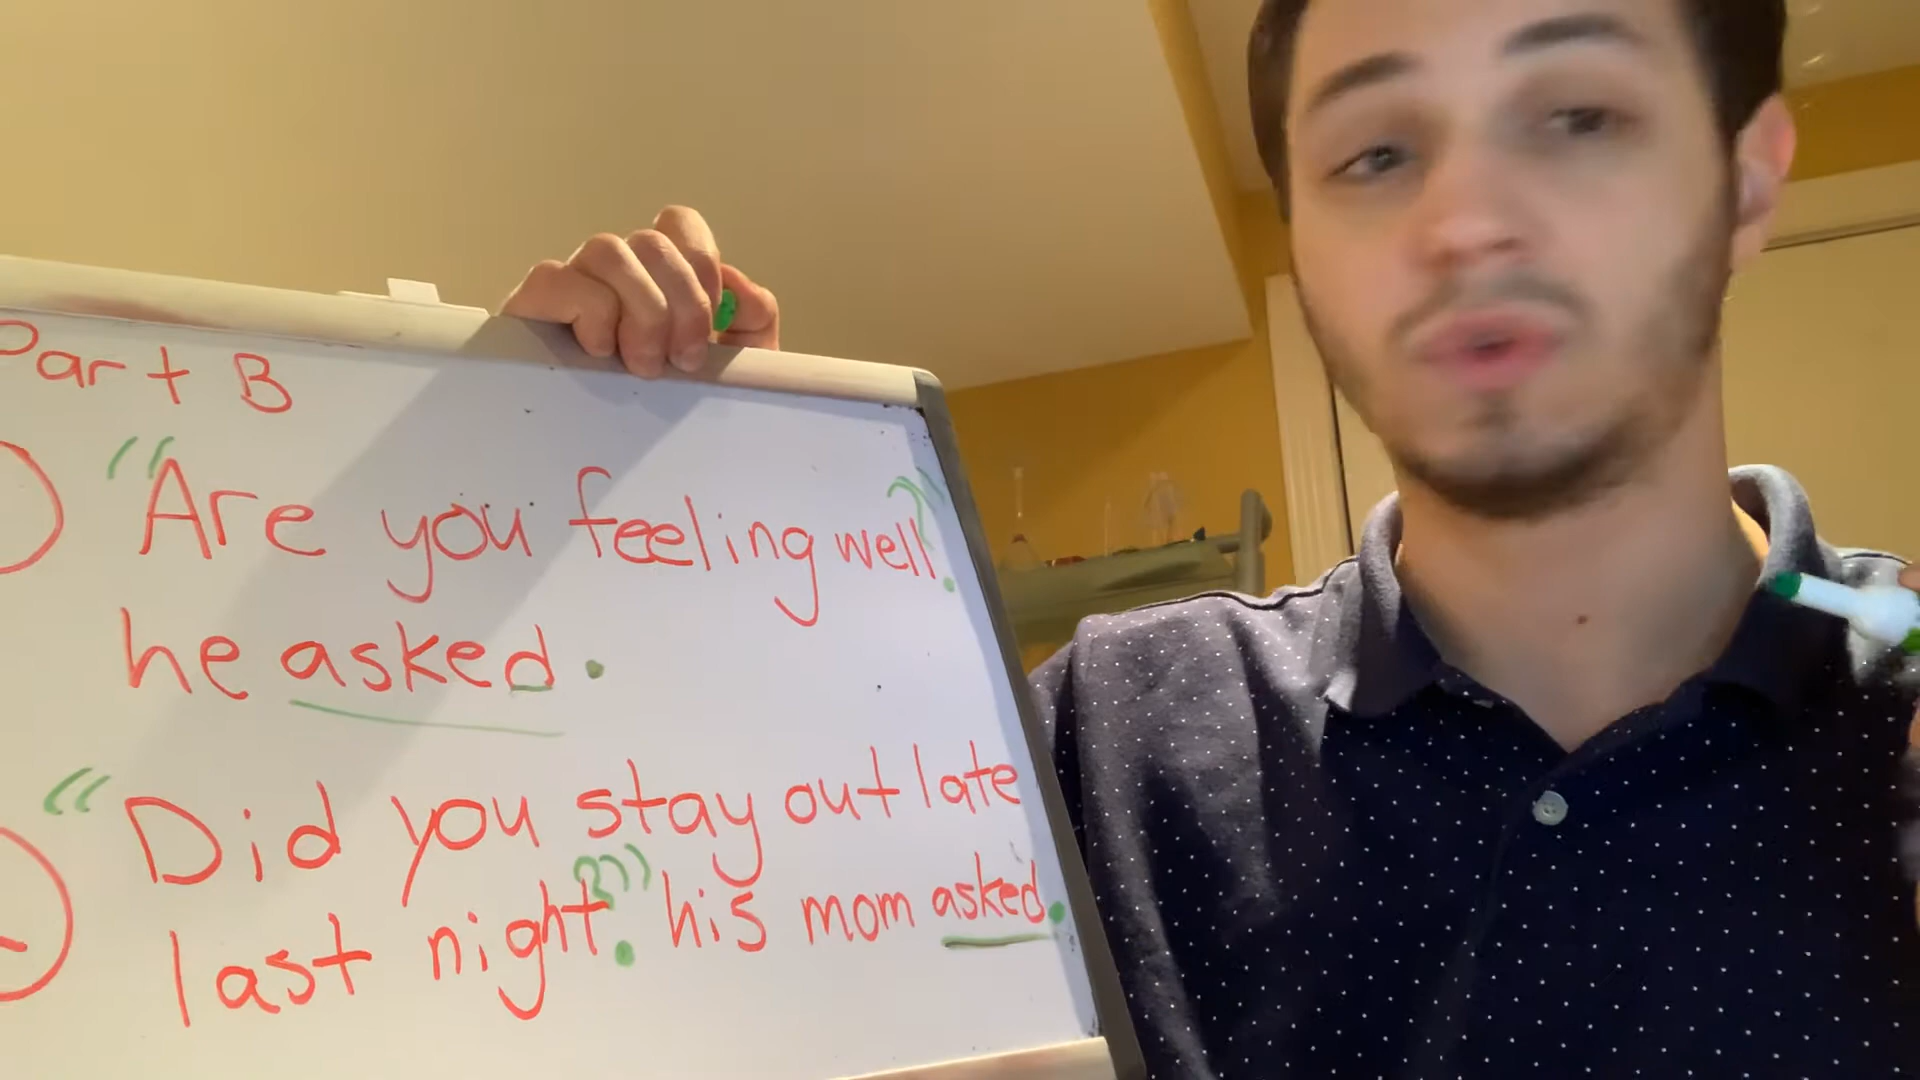 Part B
"Are you feeling well?"
he asked.
"Did you stay out late
last night?" his mom asked.